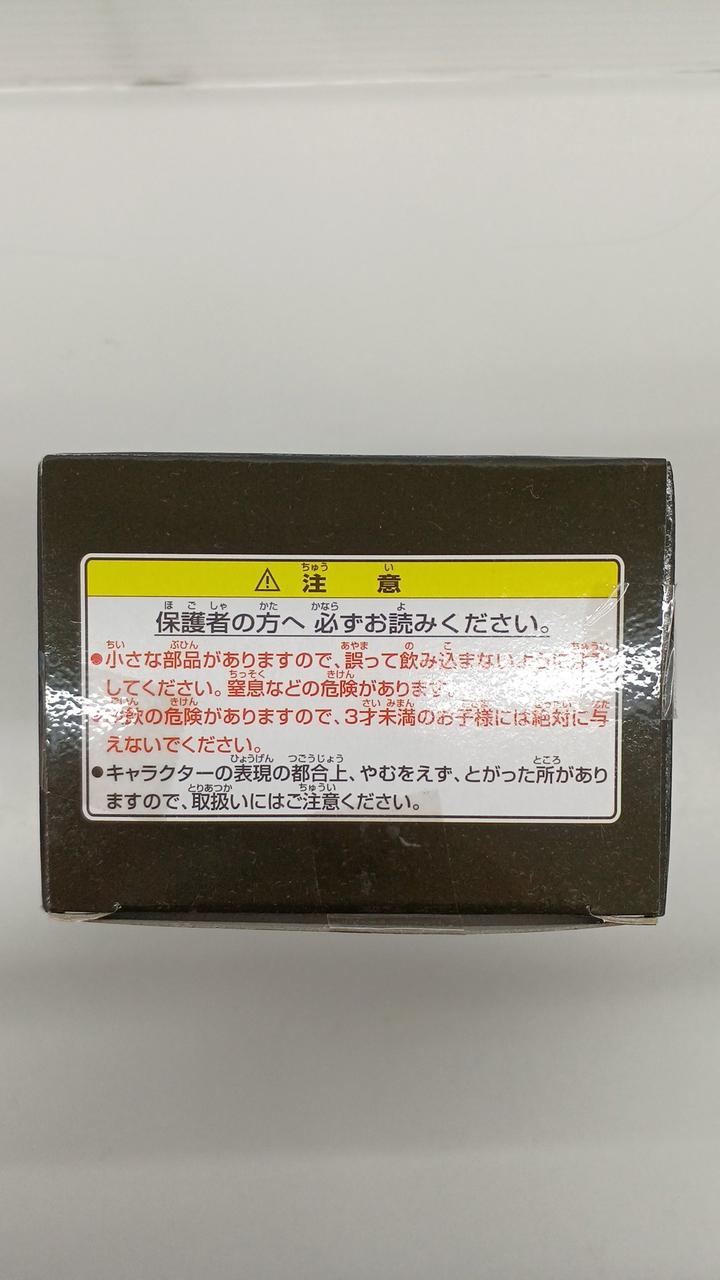 ⚠ 注意
保護者の方へ 必ずお読みください。
●小さな部品がありますので、誤って飲み込まないように
してください。窒息などの危険があります。
飲の危険がありますので、3才未満のお子様には絶対に与
えないでください。
●キャラクターの表現の都合上、やむをえず、とがった所があり
ますので、取扱いにはご注意ください。